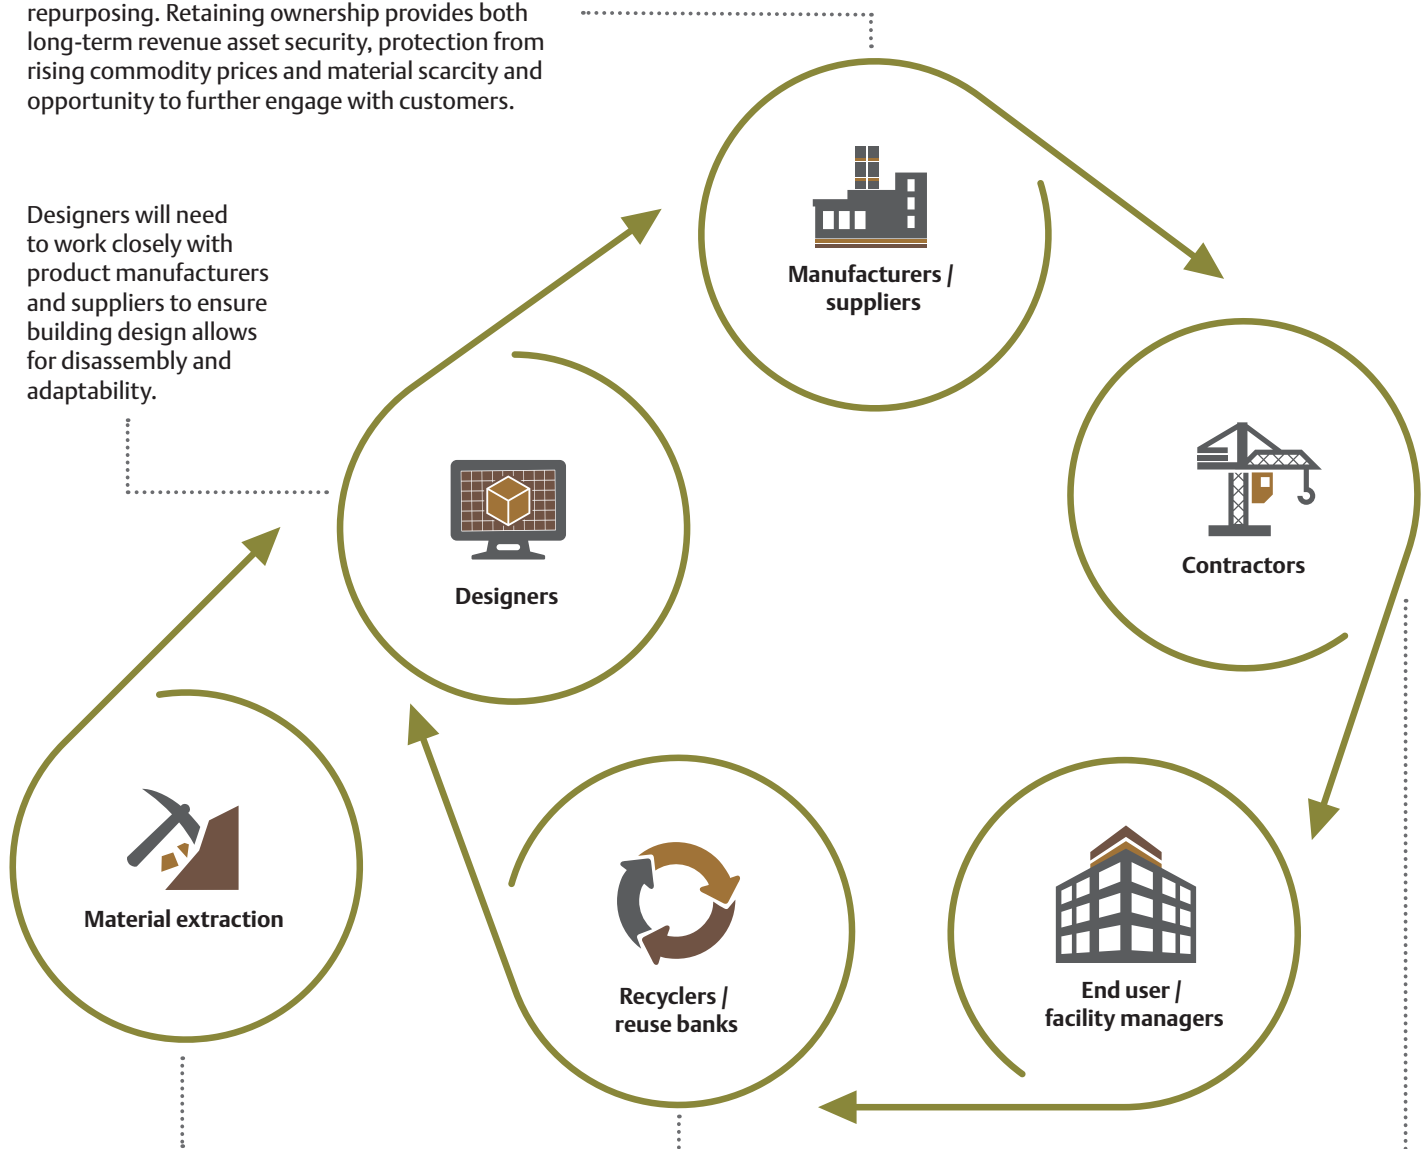 repurposing. Retaining ownership provides both
long-term revenue asset security, protection from
rising commodity prices and material scarcity and
opportunity to further engage with customers.
Designers will need
to work closely with
product manufacturers
and suppliers to ensure
building design allows
for disassembly and
adaptability.
Manufacturers /
suppliers
Contractors
Designers
Material extraction
Recyclers /
reuse banks
End user /
facility managers